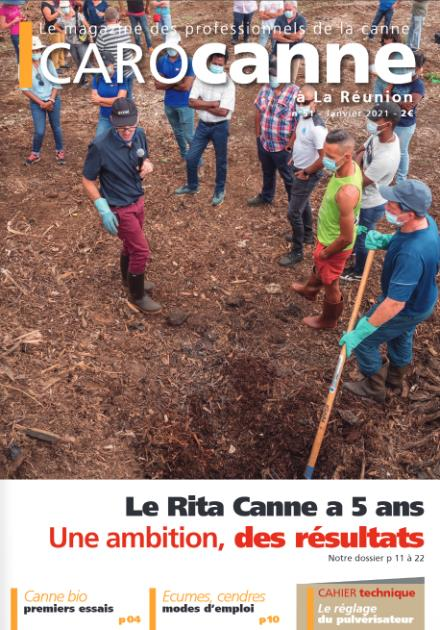 Le magazine des professionnels de la canne
CAROcanne
à La Réunion
n°31 - Janvier 2021 - 2€
Le Rita Canne a 5 ans
Une ambition, des résultats
Notre dossier p 11 à 22
Canne bio
premiers essais
p04
Ecumes, cendres
modes d'emploi
p10
CAHIER technique
Le réglage
du pulvérisateur